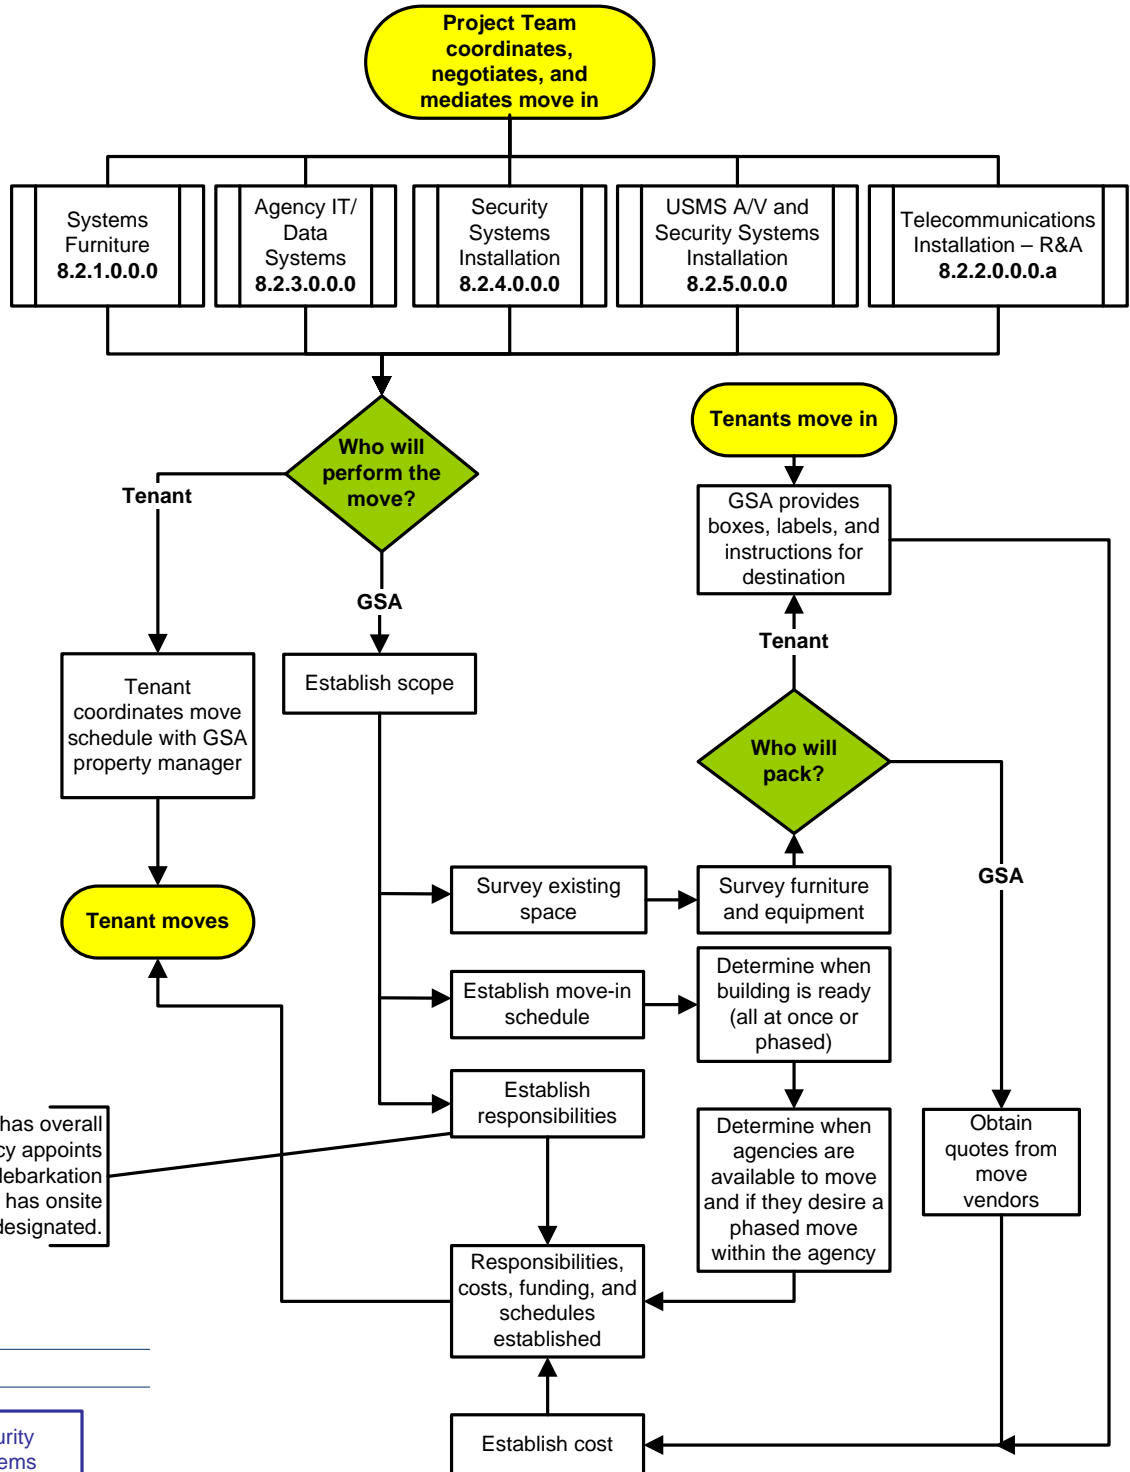 Project Team
coordinates,
negotiates, and
mediates move in
Systems
Furniture
8.2.1.0.0.0
Agency IT/
Data
Systems
8.2.3.0.0.0
Security
Systems
Installation
8.2.4.0.0.0
USMS A/V and
Security Systems
Installation
8.2.5.0.0.0
Telecommunications
Installation – R&A
8.2.2.0.0.0.a
Who will
perform the
move?
Tenant
GSA
Tenants move in
GSA provides
boxes, labels, and
instructions for
destination
Tenant
Tenant
coordinates move
schedule with GSA
property manager
Establish scope
Who will
pack?
GSA
Tenant moves
Survey existing
space
Survey furniture
and equipment
Establish move-in
schedule
Determine when
building is ready
(all at once or
phased)
Establish
responsibilities
has overall
cy appoints
debarkation
has onsite
designated.
Determine when
agencies are
available to move
and if they desire a
phased move
within the agency
Obtain
quotes from
move
vendors
Responsibilities,
costs, funding, and
schedules
established
Establish cost
urity
ems